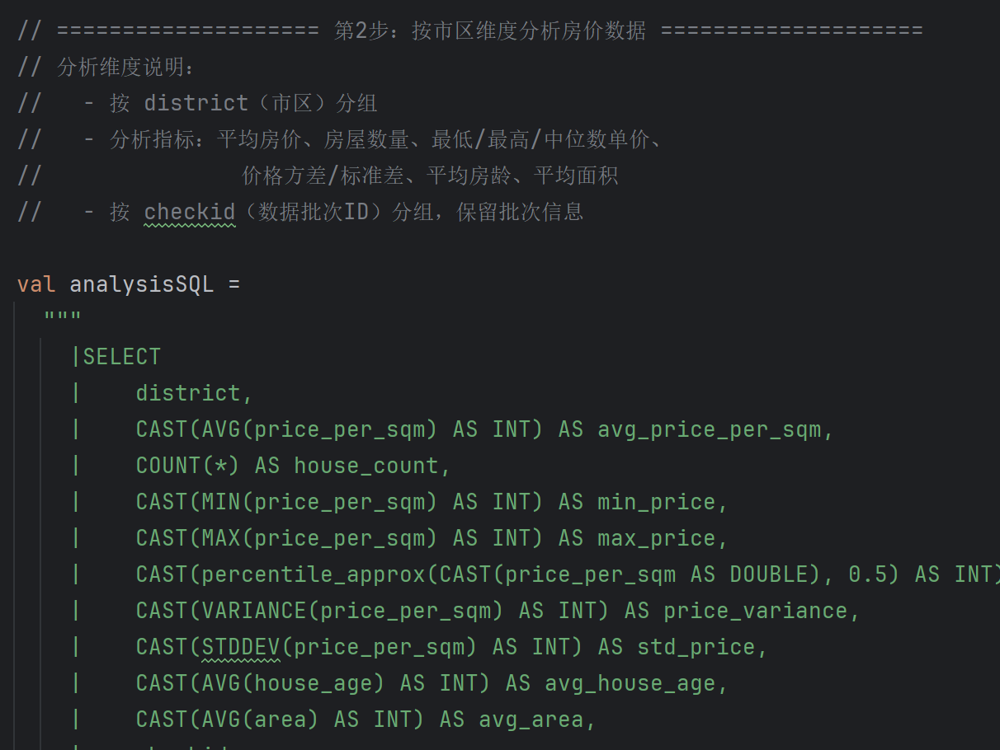 // ==================== 第2步：按市区维度分析房价数据 ====================
// 分析维度说明：
//   - 按 district（市区）分组
//   - 分析指标：平均房价、房屋数量、最低/最高/中位数单价、
//               价格方差/标准差、平均房龄、平均面积
//   - 按 checkid（数据批次ID）分组，保留批次信息
val analysisSQL =
"""
|SELECT
|    district,
|    CAST(AVG(price_per_sqm) AS INT) AS avg_price_per_sqm,
|    COUNT(*) AS house_count,
|    CAST(MIN(price_per_sqm) AS INT) AS min_price,
|    CAST(MAX(price_per_sqm) AS INT) AS max_price,
|    CAST(percentile_approx(CAST(price_per_sqm AS DOUBLE), 0.5) AS INT)
|    CAST(VARIANCE(price_per_sqm) AS INT) AS price_variance,
|    CAST(STDDEV(price_per_sqm) AS INT) AS std_price,
|    CAST(AVG(house_age) AS INT) AS avg_house_age,
|    CAST(AVG(area) AS INT) AS avg_area,